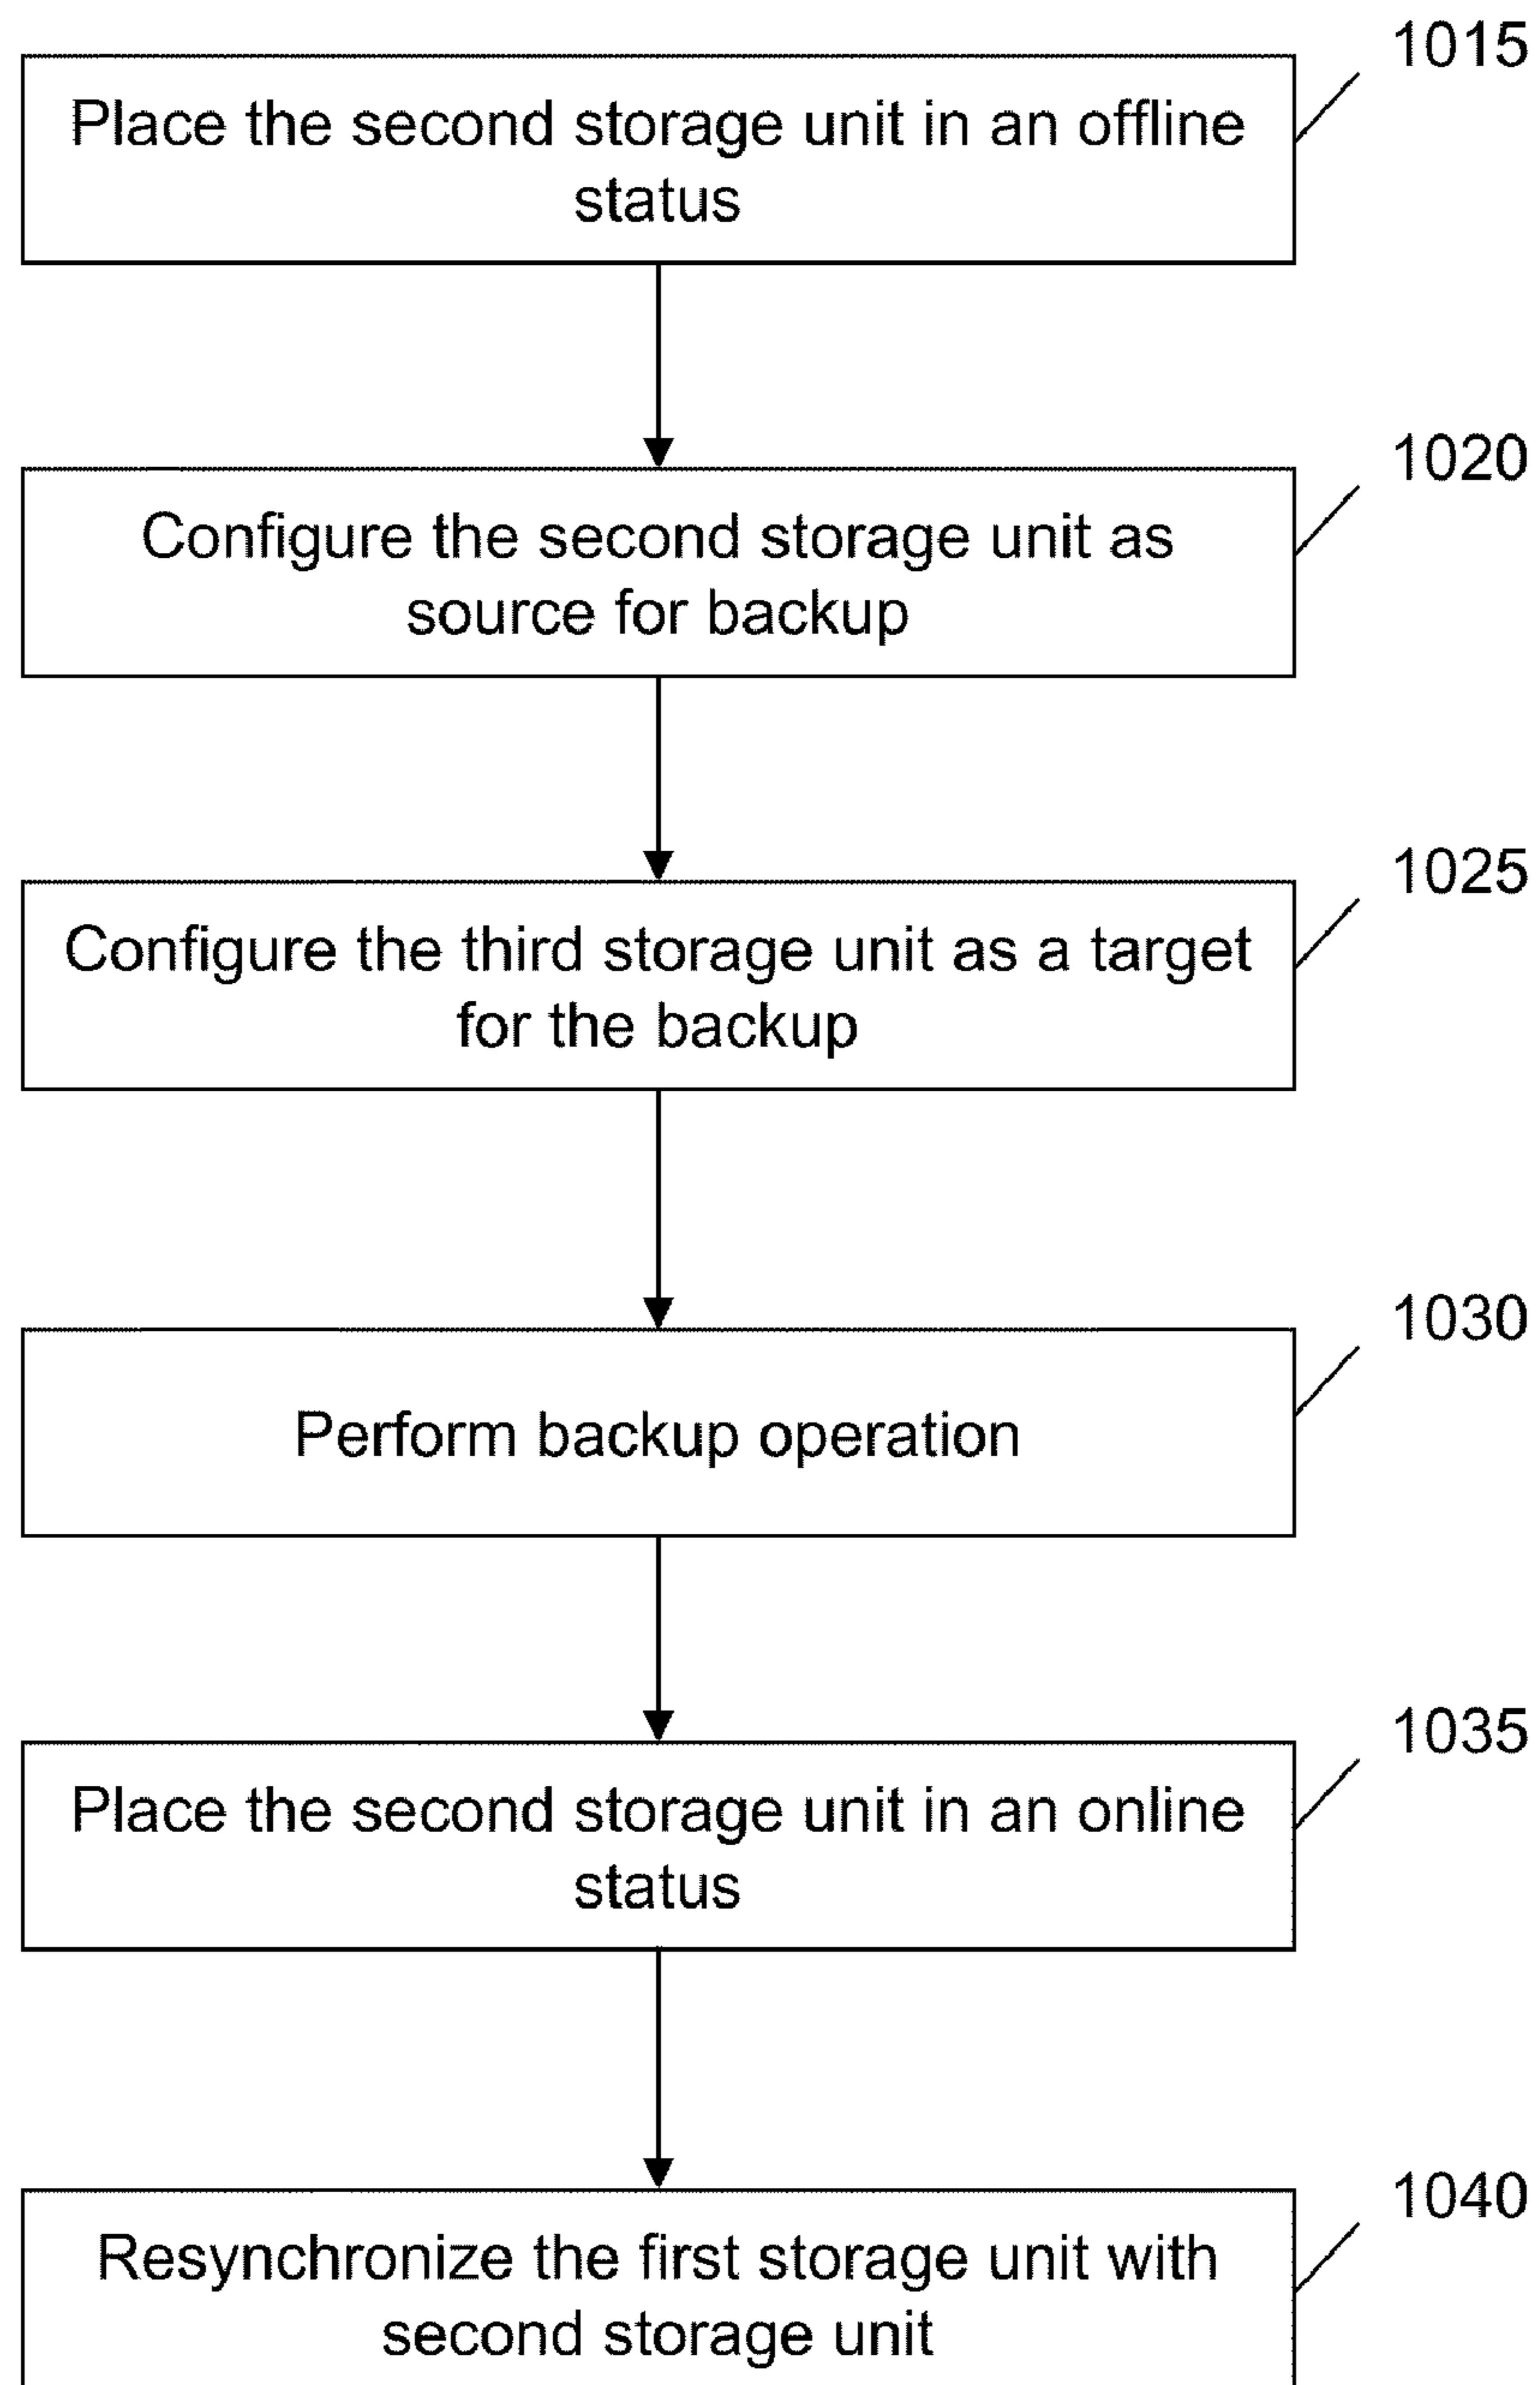 1015
Place the second storage unit in an offline
status
1020
Configure the second storage unit as
source for backup
1025
Configure the third storage unit as a target
for the backup
1030
Perform backup operation
1035
Place the second storage unit in an online
status
1040
Resynchronize the first storage unit with
second storage unit